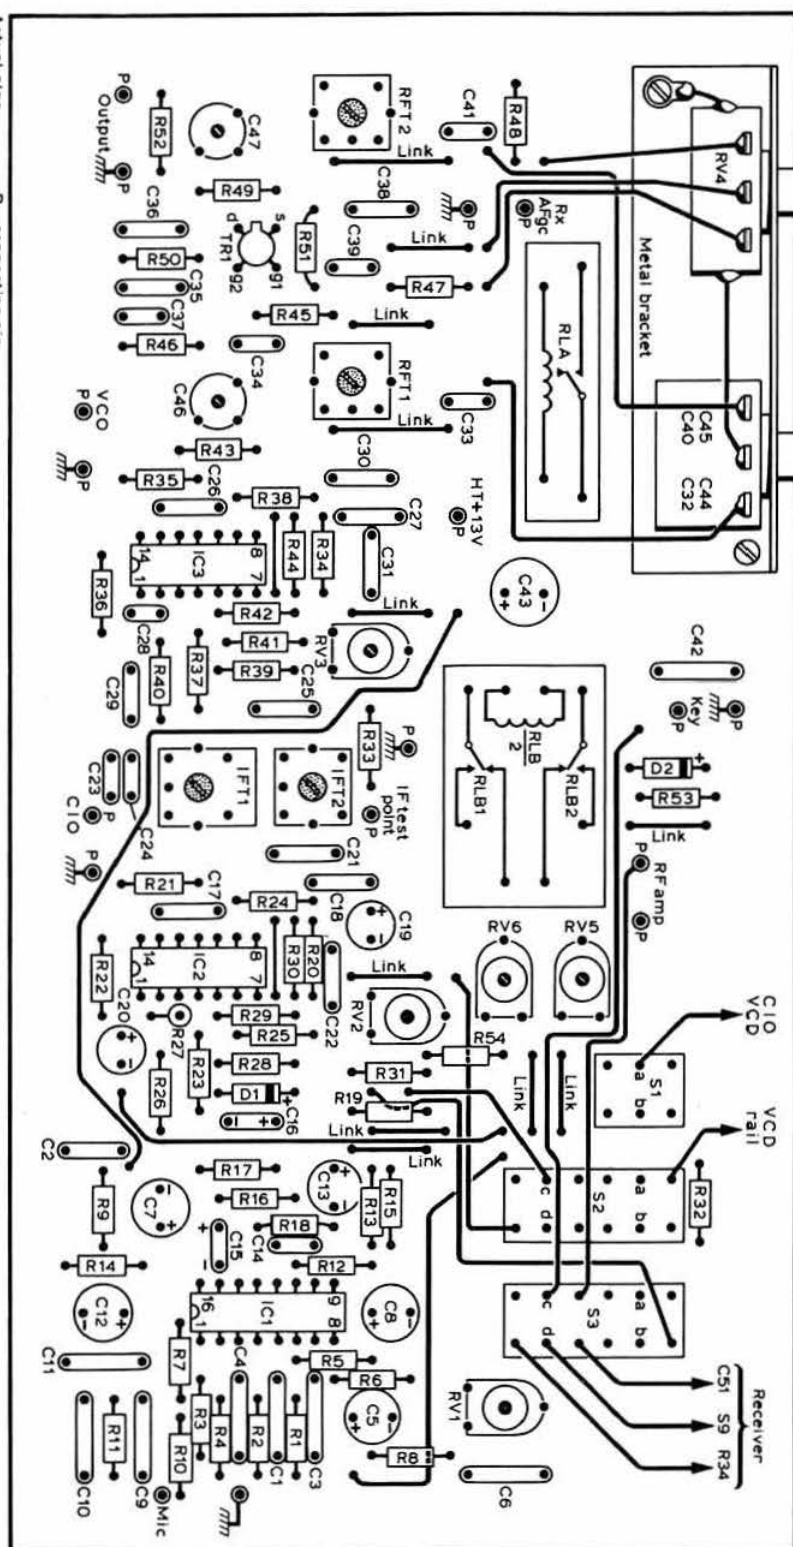 P
Output
P
R52
C47
RFT2
C41
R48
Link
RV4
Metal bracket
R49
C36
d
s
TR1
g2
g1
R51
C38
P
Rx
AFgc
P
C39
Link
R50
C35
C37
R46
R45
R47
Link
RLA
C34
C46
RFT1
C33
Link
C45
C40
C44
C32
VCO
P
P
R43
R35
C26
C30
R38
C27
HT+13V
P
14
1
IC3
8
7
R44
R34
C31
C43
+
-
R36
C28
R42
Link
R41
R39
RV3
C42
R40
R37
C29
C25
Key
P
P
RLB
2
RLB1
RLB2
R33
P
D2
+
R53
Link
C23
C24
IFT1
IFT2
IF test
point
P
P
C10
P
P
RF amp
P
C21
R21
C17
R24
C18
C19
+
-
RV6
RV5
14
1
IC2
8
7
R30
R20
C22
Link
R22
R29
R25
RV2
R54
C10
VCD
C20
+
-
R27
R28
R23
R26
D1
+
C16
-
+
R31
R19
Link
Link
Link
Link
S1
a
b
VCD
rail
C2
R17
R16
C13
+
-
R13
R15
R9
C7
-
+
R18
C15
+
-
C14
R12
R14
c
d
S2
a
b
R32
C12
+
-
16
1
IC1
9
8
C8
+
-
c
d
S3
a
b
C11
R7
C4
R5
R6
C5
+
-
RV1
C51
S9
R34
Receiver
R3
R4
R2
R1
R11
R10
R8
C10
C9
Mic
C1
C3
C6